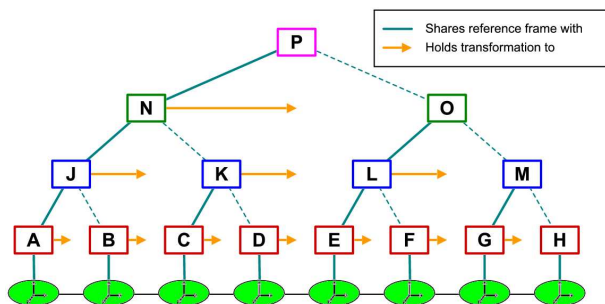 P
Shares reference frame with
Holds transformation to
N
O
J
K
L
M
A
B
C
D
E
F
G
H